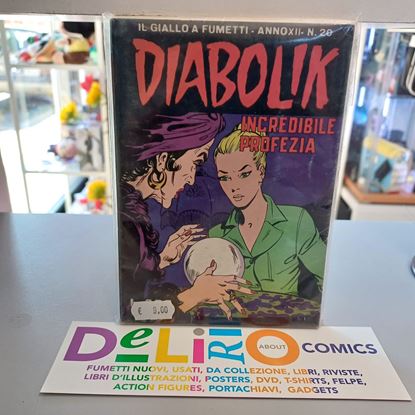 IL GIALLO A FUMETTI - ANNO XII - N. 20
DIABOLIK
INCREDIBILE
PROFEZIA
€ 8,00
DeLiRIO ABOUT COMICS
FUMETTI NUOVI, USATI, DA COLLEZIONE, LIBRI, RIVISTE,
LIBRI D'ILLUSTRAZIONI, POSTERS, DVD, T-SHIRTS, FELPE,
ACTION FIGURES, PORTACHIAVI, GADGETS